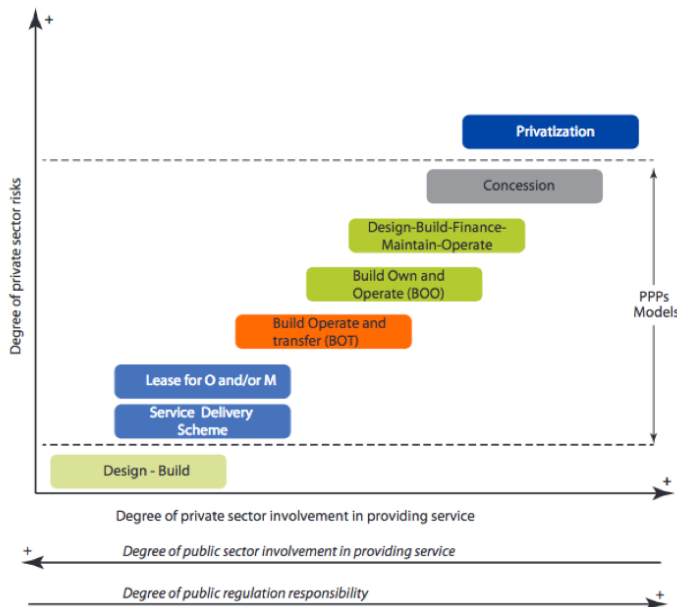 +
Privatization
Concession
Design-Build-Finance-
Maintain-Operate
Build Own and
Operate (BOO)
PPPs
Models
Build Operate and
transfer (BOT)
Lease for O and/or M
Service Delivery
Scheme
Design - Build
Degree of private sector risks
+
Degree of private sector involvement in providing service
+
Degree of public sector involvement in providing service
Degree of public regulation responsibility
+